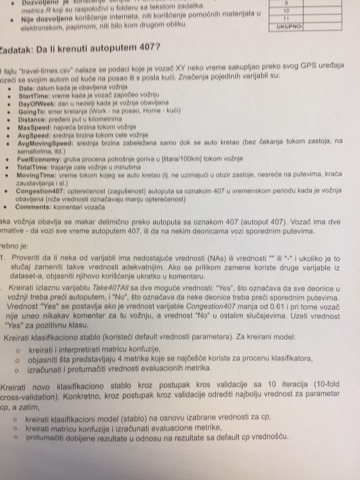 Dozvoljeno je
metrics R koji su raspoloživi u folderu sa tekstom zadatka.
Nije dozvoljeno korišćenje interneta, niti korišćenje pomoćnih materijala u
elektronskom, papirnom, niti bilo kom drugom obliku.
9
10
11
UKUPNO:
Zadatak: Da li krenuti autoputem 407?
U fajlu "travel-times.csv" nalaze se podaci koje je vozač XY neko vreme sakupljao preko svog GPS uređaja
vozeći se svojim autom od kuće na posao ili s posla kući. Značenja pojedinih varijabli su:
• Date: datum kada je obavljena vožnja
• StartTime: vreme kada je vozač započeo vožnju
• DayOfWeek: dan u nedelji kada je vožnja obavljena
• GoingTo: smer kretanja (Work - na posao, Home - kući)
• Distance: pređeni put u kilometrima
• MaxSpeed: najveća brzina tokom vožnje
• AvgSpeed: srednja brzina tokom cele vožnje
• AvgMovingSpeed: srednja brzina zabeležena samo dok se auto kretao (bez čekanja tokom zastoja, na
semaforima, itd.)
• FuelEconomy: gruba procena potrošnje goriva u [litara/100km] tokom vožnje
• TotalTime: trajanje cele vožnje u minutima
• MovingTime: vreme tokom kojeg se auto kretao (tj. ne uzimajući u obzir zastoje, nesreće na putevima, kraća
zaustavljanja i sl.)
• Congestion407: opterećenost (zagušenost) autoputa sa oznakom 407 u vremenskom periodu kada je vožnja
obavljena (niže vrednosti označavaju manju opterećenost)
• Comments: komentari vozača
vaka vožnja obavlja se makar delimično preko autoputa sa oznakom 407 (autoput 407). Vozač ima dve
ernative - da vozi sve vreme autoputem 407, ili da na nekim deonicama vozi sporednim putevima.
rebno je:
1. Proveriti da li neka od varijabli ima nedostajuće vrednosti (NAs) ili vrednosti "" ili "-" i ukoliko je to
slučaj zameniti takve vrednosti adekvatnijim. Ako se prilikom zamene koriste druge varijable iz
dataset-a, objasniti njihovo korišćenje ukratko u komentaru.
Kreirati izlaznu varijablu Take407All sa dve moguće vrednosti: "Yes", što označava da sve deonice u
vožnji treba preći autoputem, i "No", što označava da neke deonice treba preći sporednim putevima.
Vrednost "Yes" se postavlja ako je vrednost varijable Congestion407 manja od 0.61 i pri tome vozač
nije uneo nikakav komentar za tu vožnju, a vrednost "No" u ostalim slučajevima. Uzeti vrednost
"Yes" za pozitivnu klasu.
Kreirati klasifikaciono stablo (koristeći default vrednosti parametara). Za kreirani model:
○ kreirati i interpretirati matricu konfuzije,
○ objasniti šta predstavljaju 4 metrike koje se najčešće koriste za procenu klasifikatora,
○ izračunati i protumačiti vrednosti evaluacionih metrika.
Kreirati novo klasifikaciono stablo kroz postupak kros validacije sa 10 iteracija (10-fold
cross-validation). Konkretno, kroz postupak kros validacije odrediti najbolju vrednost za parametar
cp, a zatim,
○ kreirati klasifikacioni model (stablo) na osnovu izabrane vrednosti za cp,
○ kreirati matricu konfuzije i izračunati evaluacione metrike,
○ protumačiti dobijene rezultate u odnosu na rezultate sa default cp vrednošću.